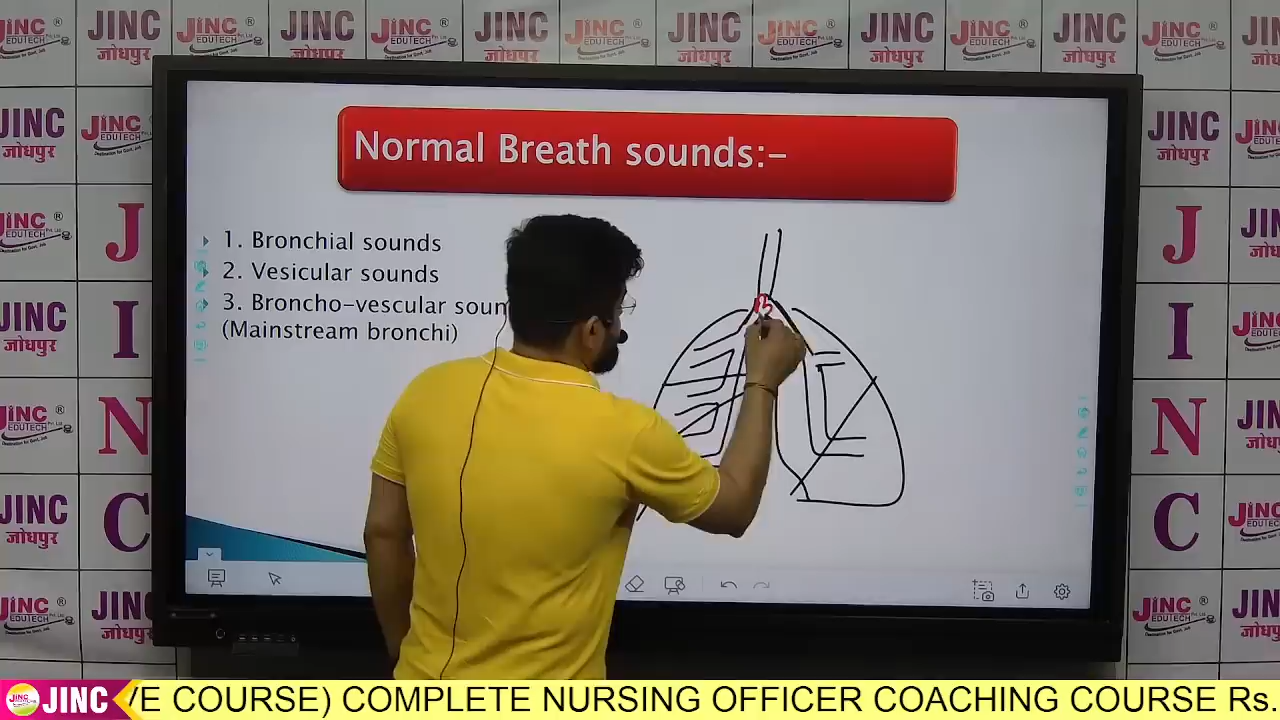 Normal Breath sounds:-
1. Bronchial sounds
2. Vesicular sounds
3. Broncho-vescular soun
(Mainstream bronchi)
B
JINC
जोधपुर
JINC
EDUTECH
J
I
N
C
J
I
N
C
JINC
VE COURSE) COMPLETE NURSING OFFICER COACHING COURSE Rs.